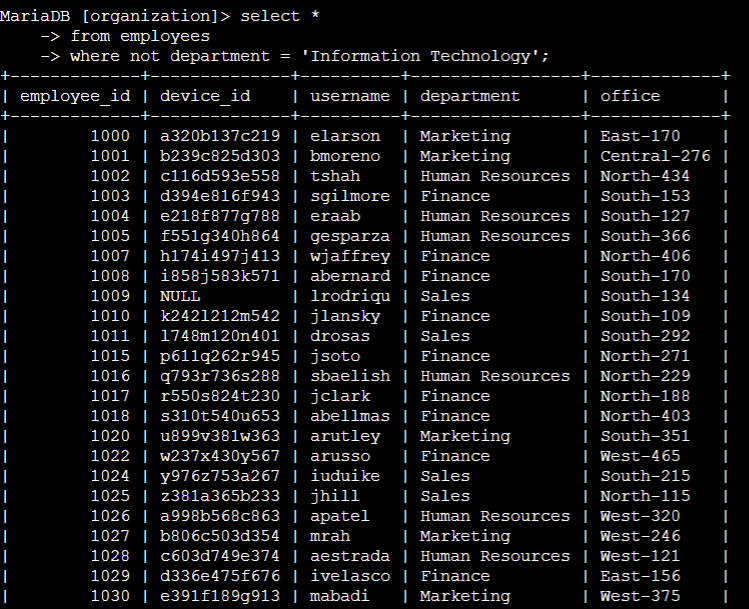 MariaDB [organization]> select *
    -> from employees
    -> where not department = 'Information Technology';
+-------------+--------------+----------+-----------------+-------------+
| employee_id | device_id    | username | department      | office      |
+-------------+--------------+----------+-----------------+-------------+
|        1000 | a320b137c219 | elarson  | Marketing       | East-170    |
|        1001 | b239c825d303 | bmoreno  | Marketing       | Central-276 |
|        1002 | c116d593e558 | tshah    | Human Resources | North-434   |
|        1003 | d394e816f943 | sgilmore | Finance         | South-153   |
|        1004 | e218f877g788 | eraab    | Human Resources | South-127   |
|        1005 | f551g340h864 | gesparza | Human Resources | South-366   |
|        1007 | h174i497j413 | wjaffrey | Finance         | North-406   |
|        1008 | i858j583k571 | abernard | Finance         | South-170   |
|        1009 | NULL         | lrodriqu | Sales           | South-134   |
|        1010 | k242l212m542 | jlansky  | Finance         | South-109   |
|        1011 | l748m120n401 | drosas   | Sales           | South-292   |
|        1015 | p611q262r945 | jsoto    | Finance         | North-271   |
|        1016 | q793r736s288 | sbaelish | Human Resources | North-229   |
|        1017 | r550s824t230 | jclark   | Finance         | North-188   |
|        1018 | s310t540u653 | abellmas | Finance         | North-403   |
|        1020 | u899v381w363 | arutley  | Marketing       | South-351   |
|        1022 | w237x430y567 | arusso   | Finance         | West-465    |
|        1024 | y976z753a267 | iuduike  | Sales           | South-215   |
|        1025 | z381a365b233 | jhill    | Sales           | North-115   |
|        1026 | a998b568c863 | apatel   | Human Resources | West-320    |
|        1027 | b806c503d354 | mrah     | Marketing       | West-246    |
|        1028 | c603d749e374 | aestrada | Human Resources | West-121    |
|        1029 | d336e475f676 | ivelasco | Finance         | East-156    |
|        1030 | e391f189g913 | mabadi   | Marketing       | West-375    |